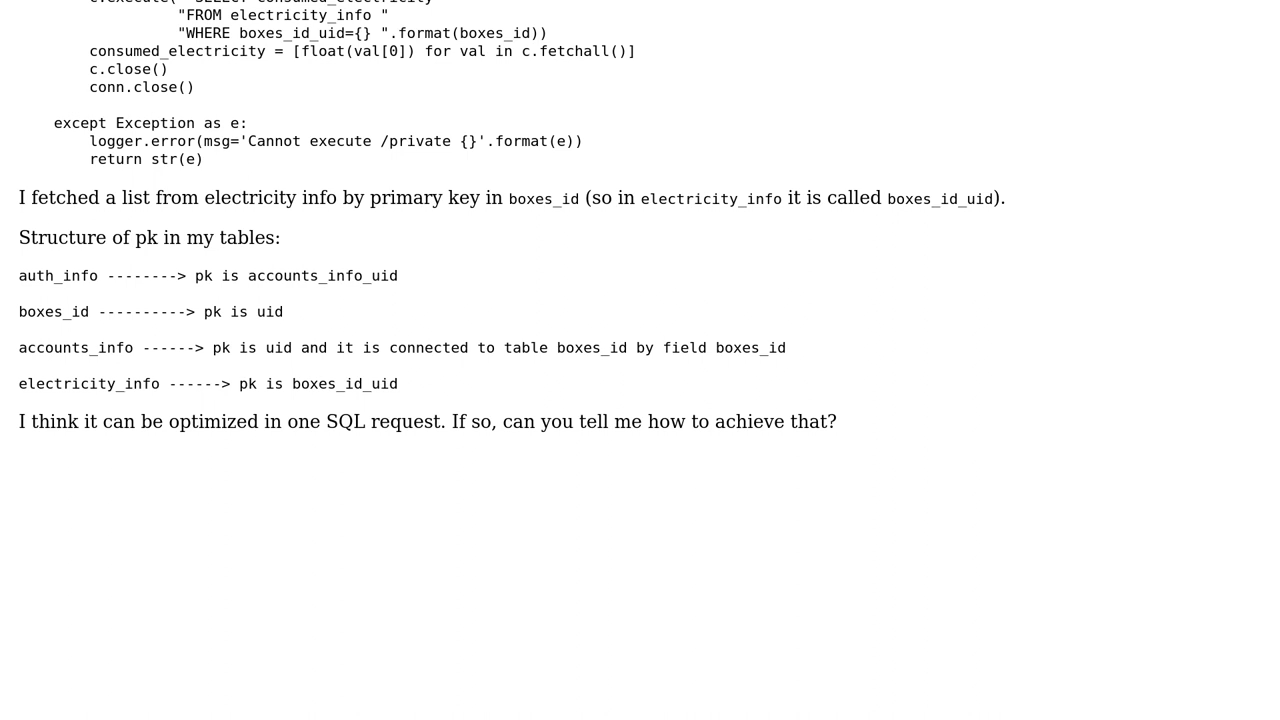 c.execute(" SELECT consumed_electricity "
"FROM electricity_info "
"WHERE boxes_id_uid={} ".format(boxes_id))
consumed_electricity = [float(val[0]) for val in c.fetchall()]
c.close()
conn.close()
except Exception as e:
logger.error(msg='Cannot execute /private {}'.format(e))
return str(e)
I fetched a list from electricity info by primary key in boxes_id (so in electricity_info it is called boxes_id_uid).
Structure of pk in my tables:
auth_info --------> pk is accounts_info_uid
boxes_id ----------> pk is uid
accounts_info ------> pk is uid and it is connected to table boxes_id by field boxes_id
electricity_info ------> pk is boxes_id_uid
I think it can be optimized in one SQL request. If so, can you tell me how to achieve that?